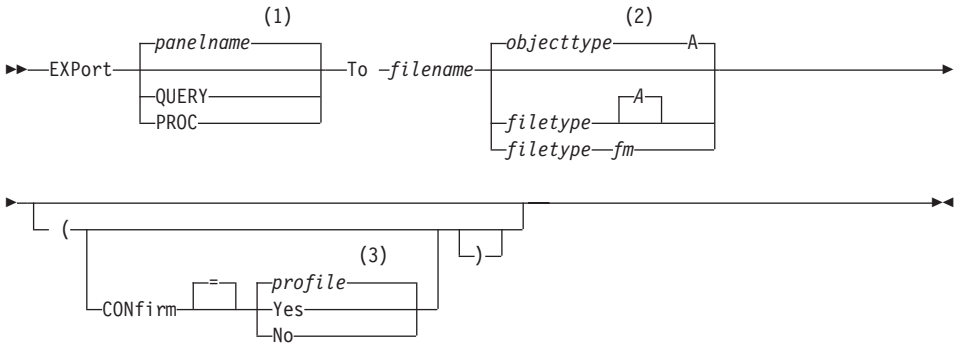 (1) (2)
panelname objecttype A
EXPort To filename
QUERY A
PROC filetype
filetype fm
(
(3) )
= profile
CONfirm Yes
No